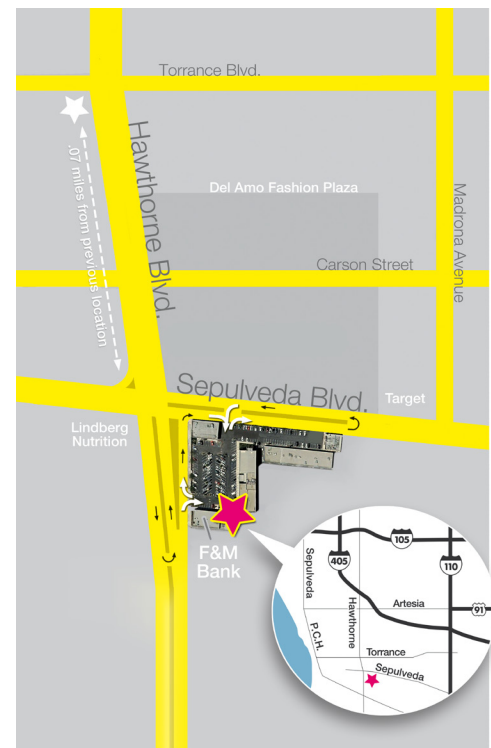 Torrance Blvd.
Hawthorne Blvd.
.07 miles from previous location
Del Amo Fashion Plaza
Madrona Avenue
Carson Street
Sepulveda Blvd.
Target
Lindberg
Nutrition
F&M
Bank
105
405
110
Sepulveda
Hawthorne
Artesia
91
P.C.H.
Torrance
Sepulveda